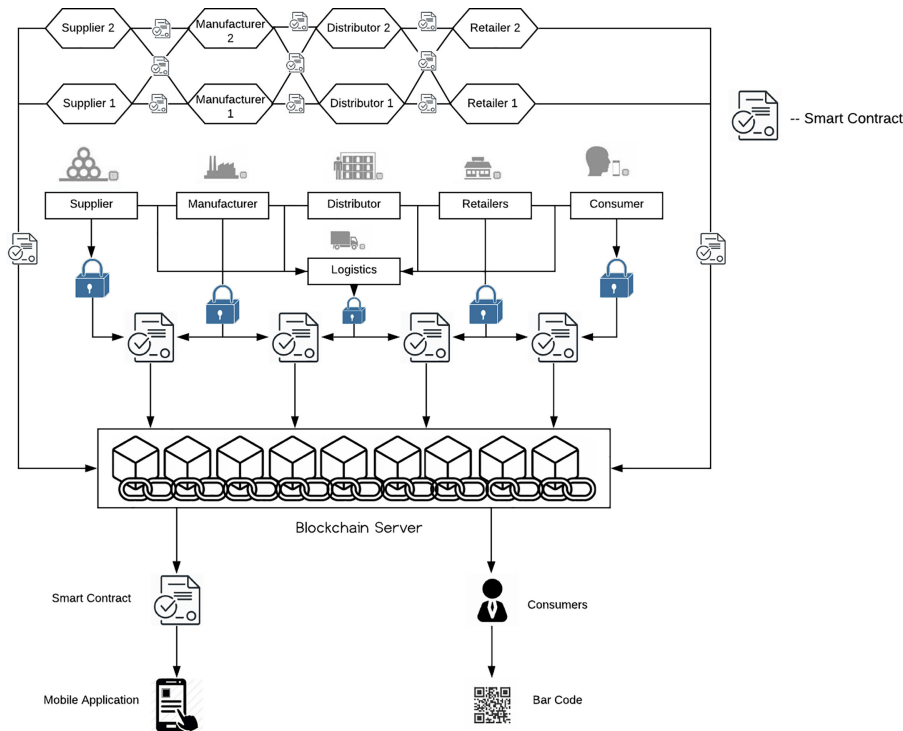 Supplier 2
Manufacturer
2
Distributor 2
Retailer 2
Supplier 1
Manufacturer
1
Distributor 1
Retailer 1
-- Smart Contract
Supplier
Manufacturer
Distributor
Retailers
Consumer
Logistics
Blockchain Server
Smart Contract
Consumers
Mobile Application
Bar Code